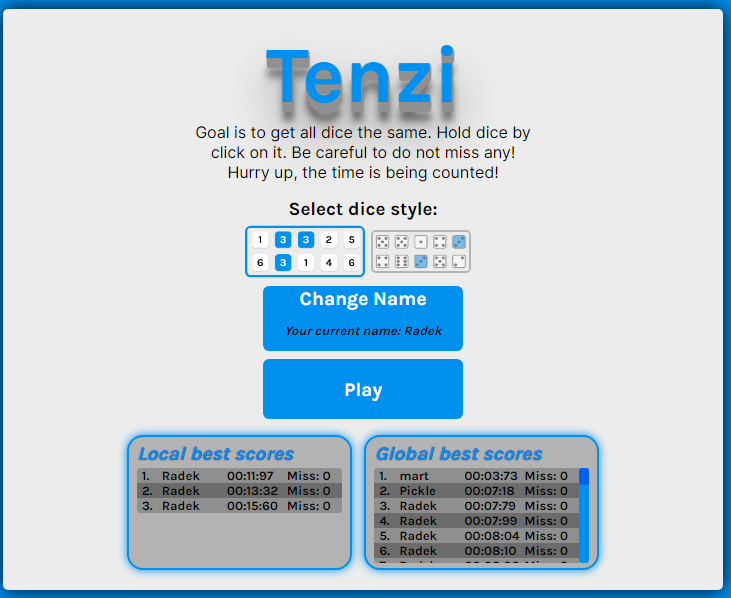 Tenzi
Goal is to get all dice the same. Hold dice by
click on it. Be careful to do not miss any!
Hurry up, the time is being counted!
Select dice style:
1 3 3 2 5
6 3 1 4 6
Change Name
Your current name: Radek
Play
Local best scores
1. Radek 00:11:97 Miss: 0
2. Radek 00:13:32 Miss: 0
3. Radek 00:15:60 Miss: 0
Global best scores
1. mart 00:03:73 Miss: 0
2. Pickle 00:07:18 Miss: 0
3. Radek 00:07:79 Miss: 0
4. Radek 00:07:99 Miss: 0
5. Radek 00:08:04 Miss: 0
6. Radek 00:08:10 Miss: 0